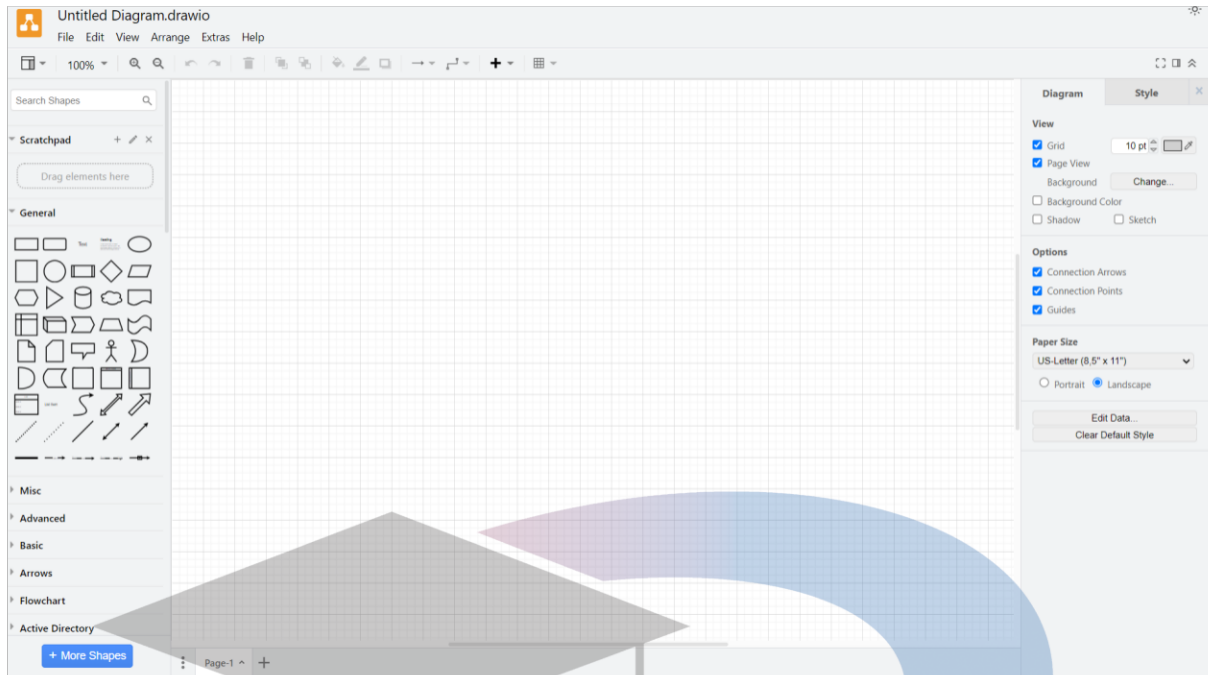 Untitled Diagram.drawio
File Edit View Arrange Extras Help
100%
Search Shapes
Scratchpad
Drag elements here
General
Text
Heading
Misc
Advanced
Basic
Arrows
Flowchart
Active Directory
+ More Shapes
Page-1
Diagram Style
View
Grid 10 pt
Page View
Background Change...
Background Color
Shadow Sketch
Options
Connection Arrows
Connection Points
Guides
Paper Size
US-Letter (8,5" x 11")
Portrait Landscape
Edit Data...
Clear Default Style